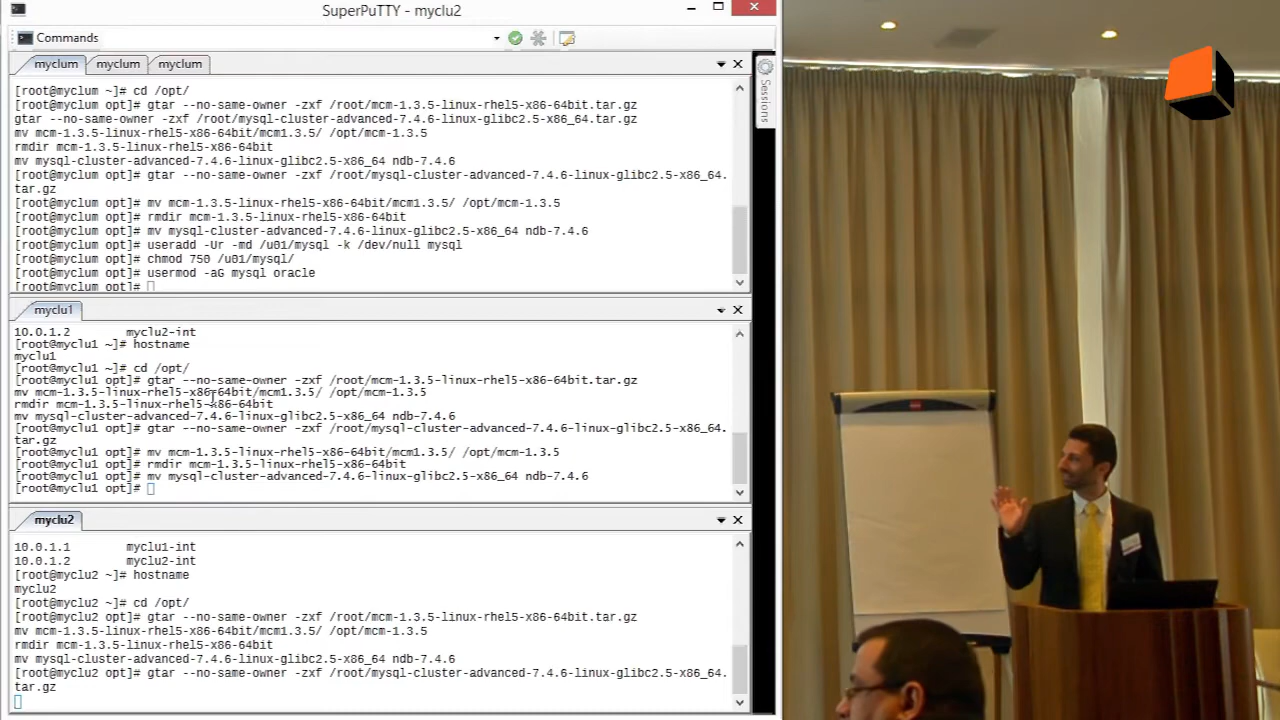 SuperPuTTY - myclu2
Commands
myclum myclum myclum
[root@myclum ~]# cd /opt/
[root@myclum opt]# gtar --no-same-owner -zxf /root/mcm-1.3.5-linux-rhel5-x86-64bit.tar.gz
gtar --no-same-owner -zxf /root/mysql-cluster-advanced-7.4.6-linux-glibc2.5-x86_64.tar.gz
mv mcm-1.3.5-linux-rhel5-x86-64bit/mcm1.3.5/ /opt/mcm-1.3.5
rmdir mcm-1.3.5-linux-rhel5-x86-64bit
mv mysql-cluster-advanced-7.4.6-linux-glibc2.5-x86_64 ndb-7.4.6
[root@myclum opt]# gtar --no-same-owner -zxf /root/mysql-cluster-advanced-7.4.6-linux-glibc2.5-x86_64.
tar.gz
[root@myclum opt]# mv mcm-1.3.5-linux-rhel5-x86-64bit/mcm1.3.5/ /opt/mcm-1.3.5
[root@myclum opt]# rmdir mcm-1.3.5-linux-rhel5-x86-64bit
[root@myclum opt]# mv mysql-cluster-advanced-7.4.6-linux-glibc2.5-x86_64 ndb-7.4.6
[root@myclum opt]# useradd -Ur -md /u01/mysql -k /dev/null mysql
[root@myclum opt]# chmod 750 /u01/mysql/
[root@myclum opt]# usermod -aG mysql oracle
[root@myclum opt]#
Sessions
myclu1
10.0.1.2 myclu2-int
[root@myclu1 ~]# hostname
myclu1
[root@myclu1 ~]# cd /opt/
[root@myclu1 opt]# gtar --no-same-owner -zxf /root/mcm-1.3.5-linux-rhel5-x86-64bit.tar.gz
mv mcm-1.3.5-linux-rhel5-x86-64bit/mcm1.3.5/ /opt/mcm-1.3.5
rmdir mcm-1.3.5-linux-rhel5-x86-64bit
mv mysql-cluster-advanced-7.4.6-linux-glibc2.5-x86_64 ndb-7.4.6
[root@myclu1 opt]# gtar --no-same-owner -zxf /root/mysql-cluster-advanced-7.4.6-linux-glibc2.5-x86_64.
tar.gz
[root@myclu1 opt]# mv mcm-1.3.5-linux-rhel5-x86-64bit/mcm1.3.5/ /opt/mcm-1.3.5
[root@myclu1 opt]# rmdir mcm-1.3.5-linux-rhel5-x86-64bit
[root@myclu1 opt]# mv mysql-cluster-advanced-7.4.6-linux-glibc2.5-x86_64 ndb-7.4.6
[root@myclu1 opt]#
myclu2
10.0.1.1 myclu1-int
10.0.1.2 myclu2-int
[root@myclu2 ~]# hostname
myclu2
[root@myclu2 ~]# cd /opt/
[root@myclu2 opt]# gtar --no-same-owner -zxf /root/mcm-1.3.5-linux-rhel5-x86-64bit.tar.gz
mv mcm-1.3.5-linux-rhel5-x86-64bit/mcm1.3.5/ /opt/mcm-1.3.5
rmdir mcm-1.3.5-linux-rhel5-x86-64bit
mv mysql-cluster-advanced-7.4.6-linux-glibc2.5-x86_64 ndb-7.4.6
[root@myclu2 opt]# gtar --no-same-owner -zxf /root/mysql-cluster-advanced-7.4.6-linux-glibc2.5-x86_64.
tar.gz